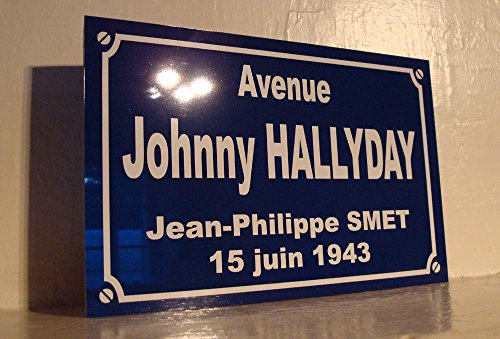 Avenue
Johnny HALLYDAY
Jean-Philippe SMET
15 juin 1943